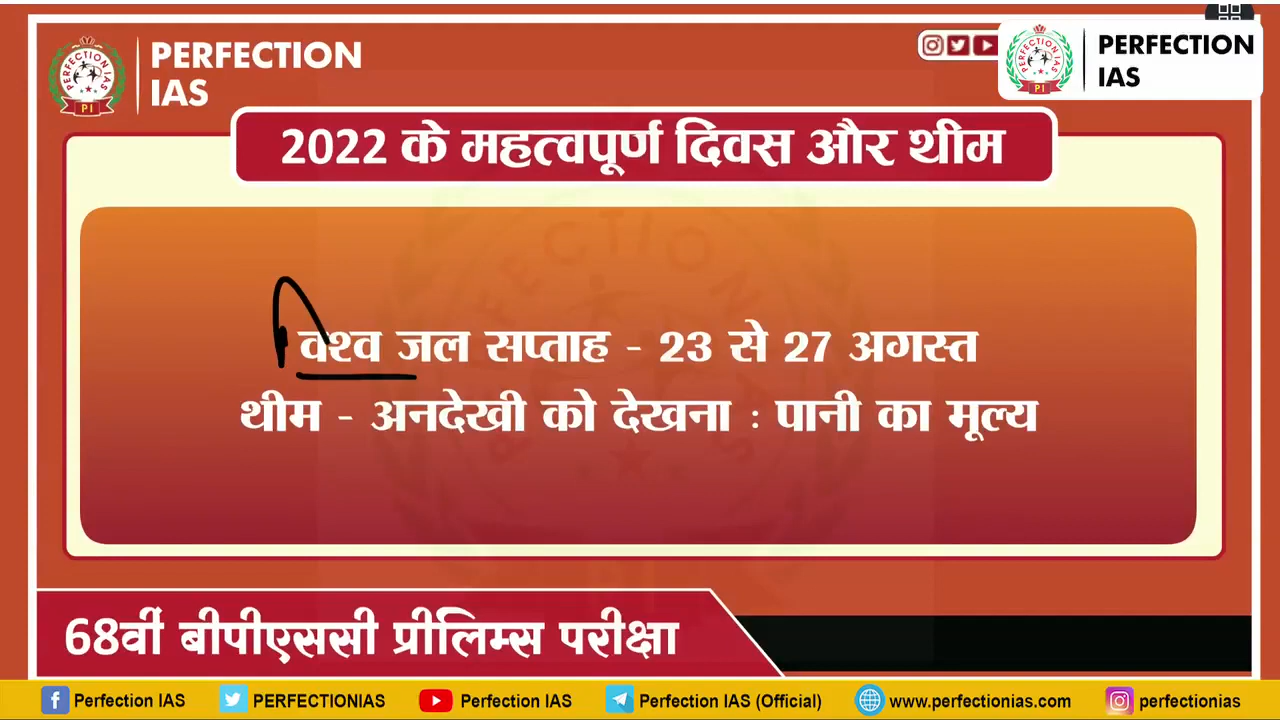 PERFECTION
IAS
PERFECTION
IAS
2022 के महत्वपूर्ण दिवस और थीम
विश्व जल सप्ताह - 23 से 27 अगस्त
थीम - अनदेखी को देखना : पानी का मूल्य
68वीं बीपीएससी प्रीलिम्स परीक्षा
Perfection IAS PERFECTIONIAS Perfection IAS Perfection IAS (Official) www.perfectionias.com perfectionias